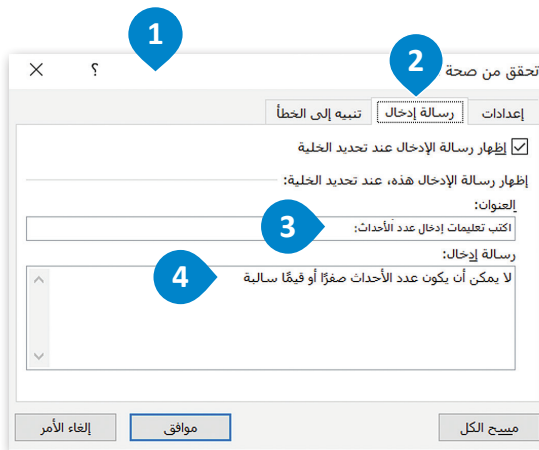 1
2
تحقق من صحة
؟
إعدادات
رسالة إدخال
تنبيه إلى الخطأ
إظهار رسالة الإدخال عند تحديد الخلية
إظهار رسالة الإدخال هذه، عند تحديد الخلية:
العنوان:
اكتب تعليمات إدخال عدد الأحداث:
3
رسالة إدخال:
لا يمكن أن يكون عدد الأحداث صفرًا أو قيمًا سالبة
4
مسح الكل
موافق
إلغاء الأمر